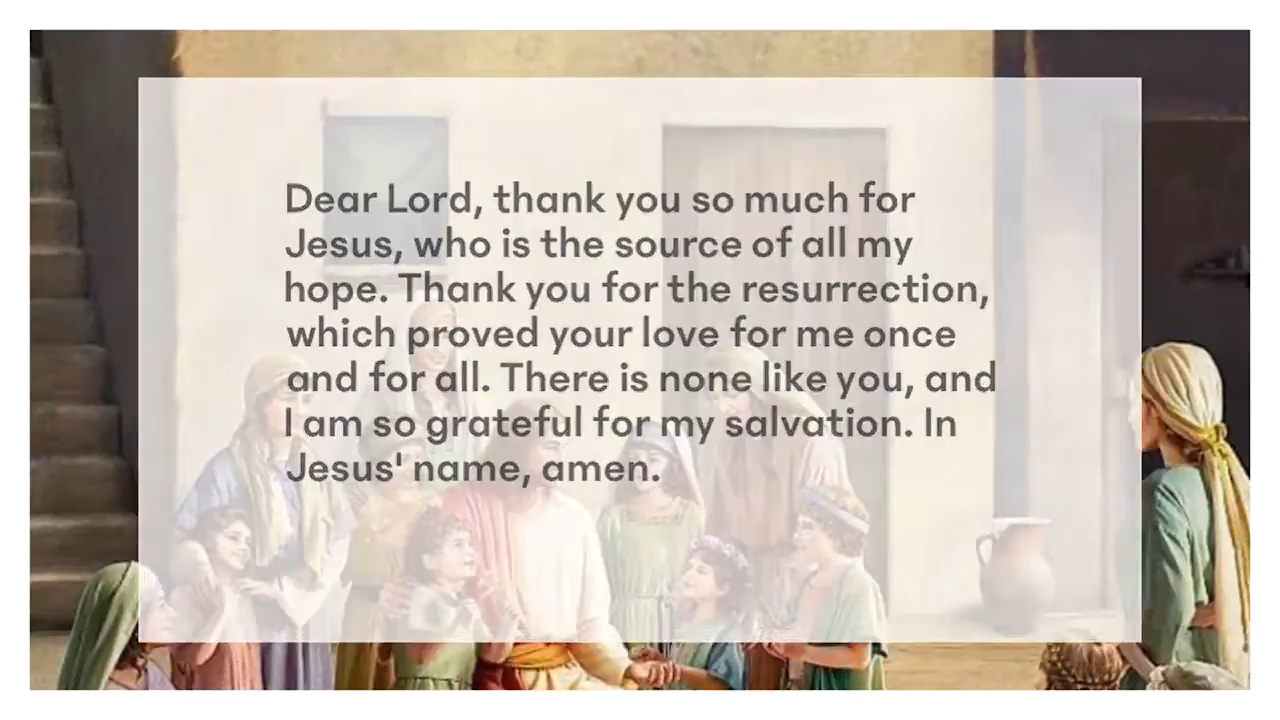 Dear Lord, thank you so much for
Jesus, who is the source of all my
hope. Thank you for the resurrection,
which proved your love for me once
and for all. There is none like you, and
I am so grateful for my salvation. In
Jesus' name, amen.